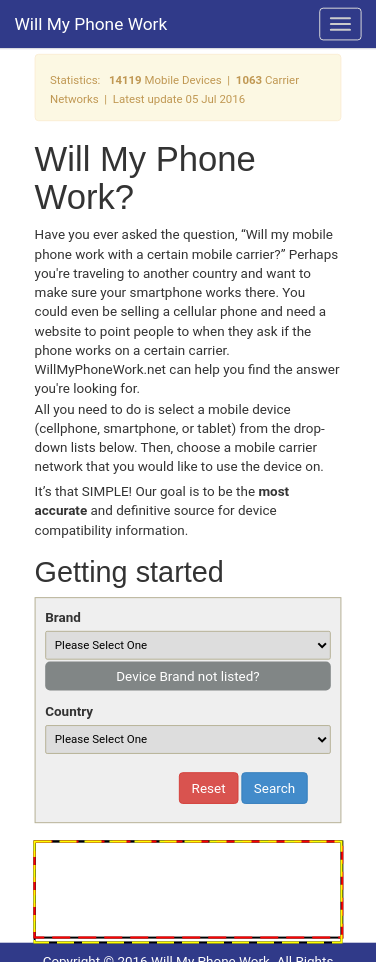 Will My Phone Work
Statistics: 14119 Mobile Devices | 1063 Carrier
Networks | Latest update 05 Jul 2016
Will My Phone
Work?
Have you ever asked the question, “Will my mobile
phone work with a certain mobile carrier?” Perhaps
you're traveling to another country and want to
make sure your smartphone works there. You
could even be selling a cellular phone and need a
website to point people to when they ask if the
phone works on a certain carrier.
WillMyPhoneWork.net can help you find the answer
you're looking for.
All you need to do is select a mobile device
(cellphone, smartphone, or tablet) from the drop-
down lists below. Then, choose a mobile carrier
network that you would like to use the device on.
It’s that SIMPLE! Our goal is to be the most
accurate and definitive source for device
compatibility information.
Getting started
Brand
Please Select One
Device Brand not listed?
Country
Please Select One
Reset Search
Copyright © 2016 Will My Phone Work. All Rights